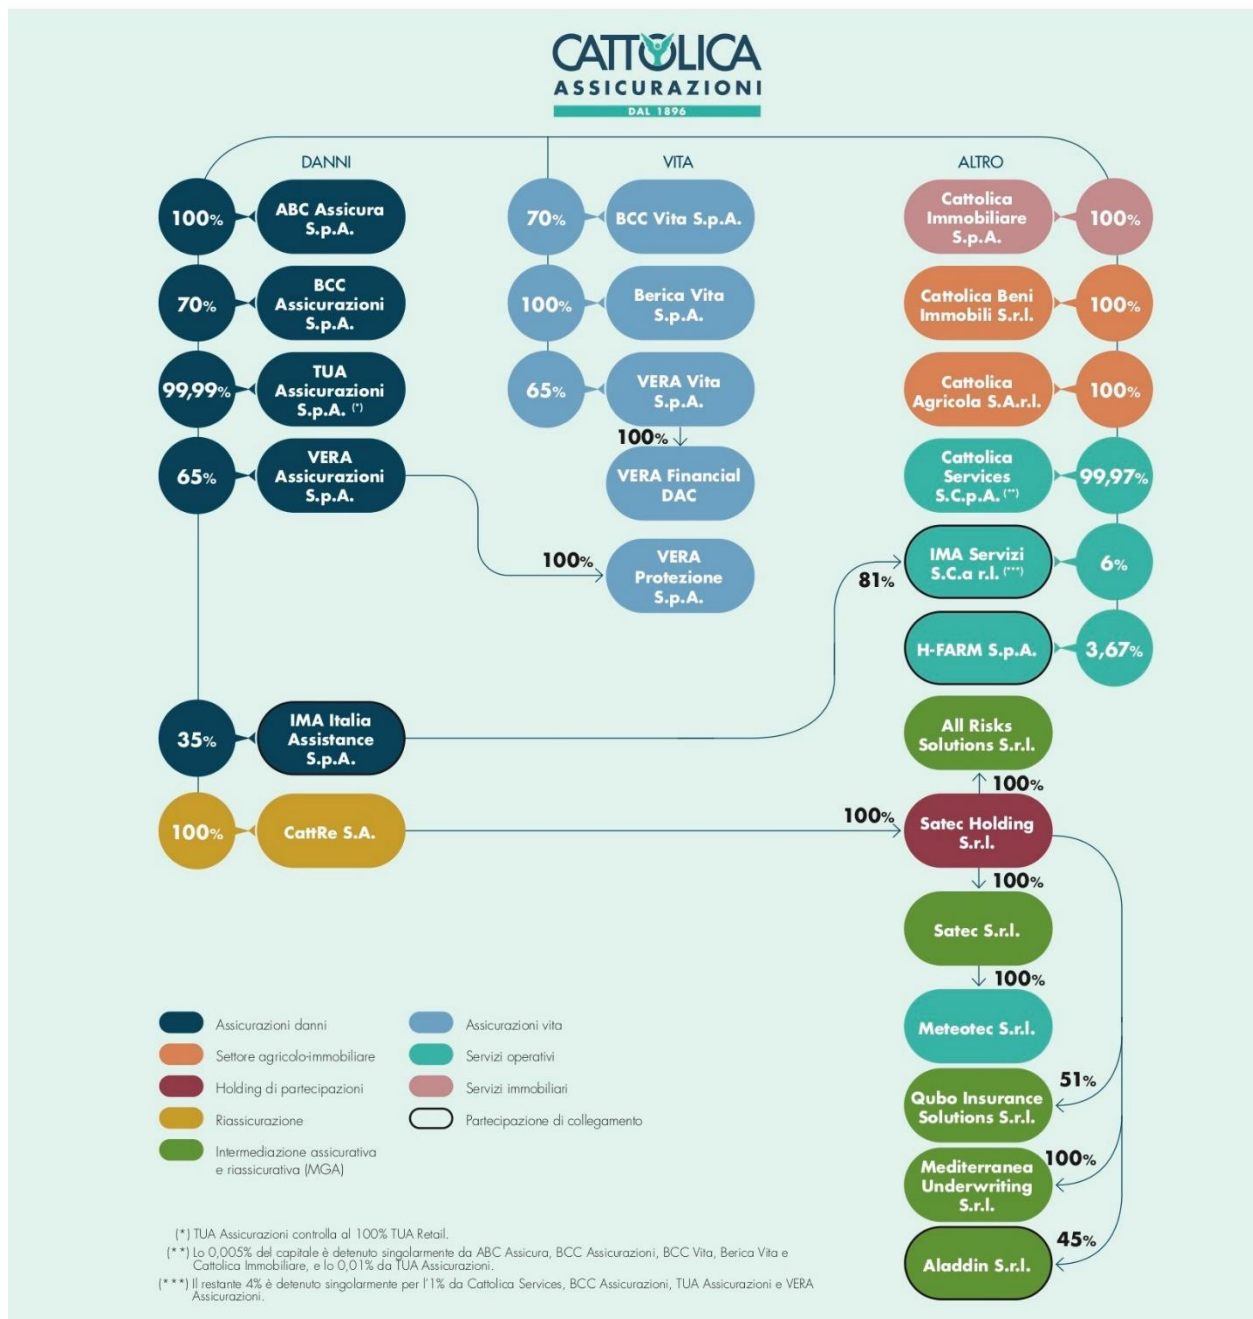 CATTOLICA
ASSICURAZIONI
DAL 1896
DANNI
VITA
ALTRO
100%
ABC Assicura
S.p.A.
70%
BCC
Assicurazioni
S.p.A.
99,99%
TUA
Assicurazioni
S.p.A. (*)
65%
VERA
Assicurazioni
S.p.A.
35%
IMA Italia
Assistance
S.p.A.
100%
CattRe S.A.
70%
BCC Vita S.p.A.
100%
Berica Vita
S.p.A.
65%
VERA Vita
S.p.A.
100%
VERA Financial
DAC
100%
VERA
Protezione
S.p.A.
Cattolica
Immobiliare
S.p.A.
100%
Cattolica Beni
Immobili S.r.l.
100%
Cattolica
Agricola S.A.r.l.
100%
Cattolica
Services
S.C.p.A. (**)
99,97%
81%
IMA Servizi
S.C.a r.l. (***)
6%
H-FARM S.p.A.
3,67%
All Risks
Solutions S.r.l.
100%
100%
Satec Holding
S.r.l.
100%
Satec S.r.l.
100%
Meteotec S.r.l.
51%
Qubo Insurance
Solutions S.r.l.
100%
Mediterranea
Underwriting
S.r.l.
45%
Aladdin S.r.l.
Assicurazioni danni
Settore agricolo-immobiliare
Holding di partecipazioni
Riassicurazione
Intermediazione assicurativa
e riassicurativa (MGA)
Assicurazioni vita
Servizi operativi
Servizi immobiliari
Partecipazione di collegamento
(*) TUA Assicurazioni controlla al 100% TUA Retail.
(**) Lo 0,005% del capitale è detenuto singolarmente da ABC Assicura, BCC Assicurazioni, BCC Vita, Berica Vita e
Cattolica Immobiliare, e lo 0,01% da TUA Assicurazioni.
(***) Il restante 4% è detenuto singolarmente per l'1% da Cattolica Services, BCC Assicurazioni, TUA Assicurazioni e VERA
Assicurazioni.